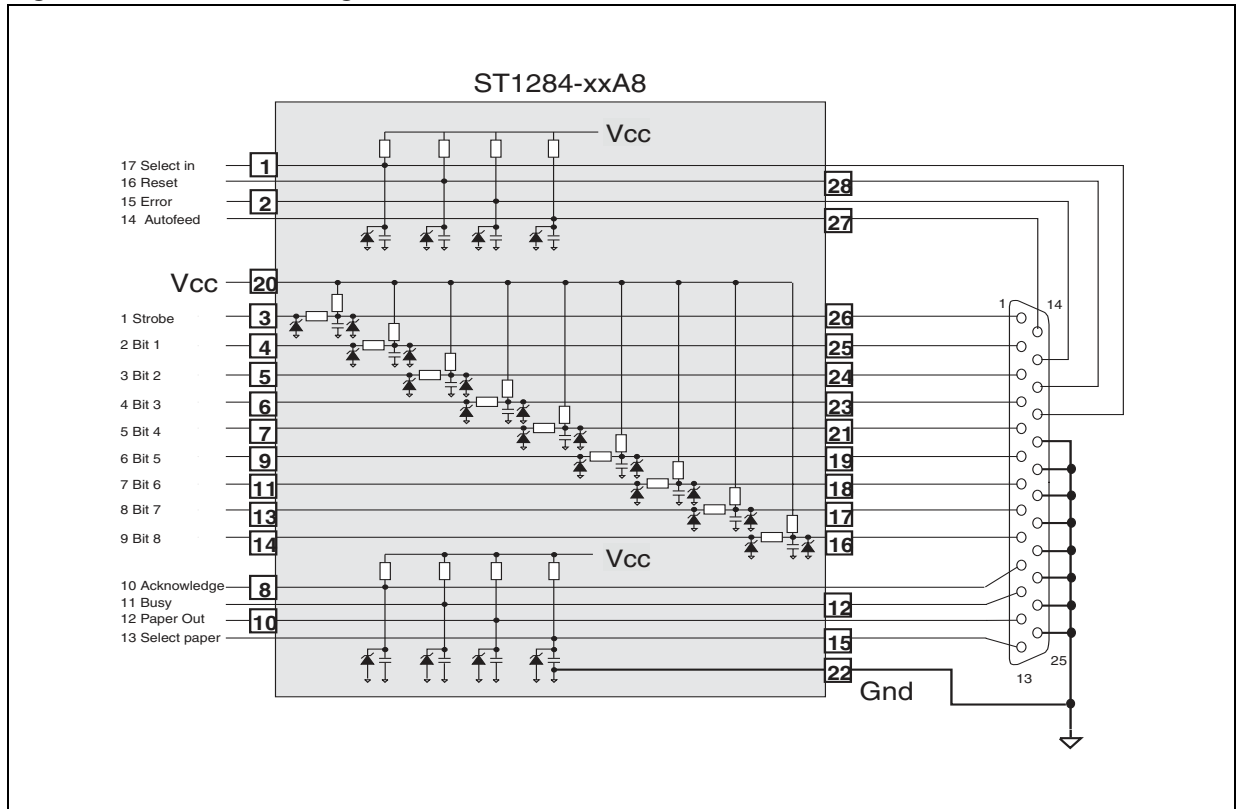 ST1284-xxA8
Vcc
17 Select in
1
16 Reset
28
15 Error
2
14 Autofeed
27
Vcc
20
1
14
1 Strobe
3
26
2 Bit 1
4
25
3 Bit 2
5
24
4 Bit 3
6
23
5 Bit 4
7
21
6 Bit 5
9
19
7 Bit 6
11
18
8 Bit 7
13
17
9 Bit 8
14
16
Vcc
10 Acknowledge
8
11 Busy
12
12 Paper Out
10
13 Select paper
15
25
13
22
Gnd